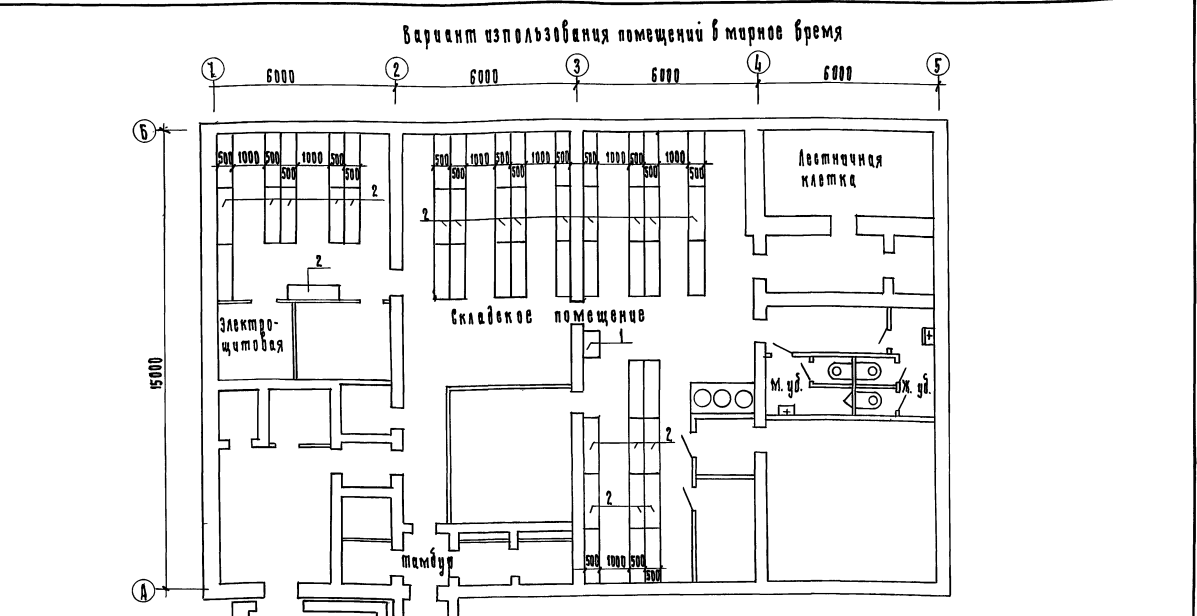 Вариант использования помещений в мирное время
1 2 3 4 5
6000 6000 6000 6000
Б
500 1000 500 1000 500
500 500
500 1000 500 1000 500
500 500
500 1000 500 1000
500 500
Лестничная
клетка
2
2
2
Складское помещение
Электро-
щитовая
1
15000
М. уб. Ж. уб.
2
2
Тамбур
500 1000 500
500
А